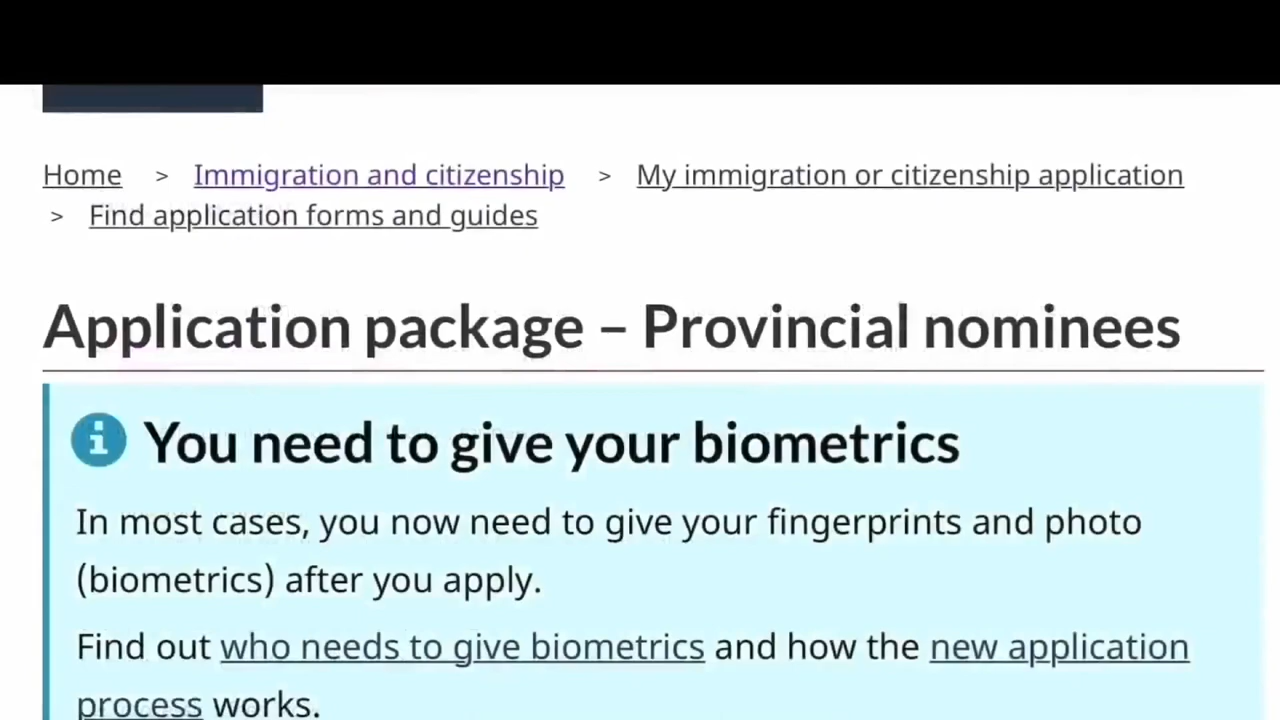 Home > Immigration and citizenship > My immigration or citizenship application
> Find application forms and guides
Application package – Provincial nominees
You need to give your biometrics
In most cases, you now need to give your fingerprints and photo
(biometrics) after you apply.
Find out who needs to give biometrics and how the new application
process works.